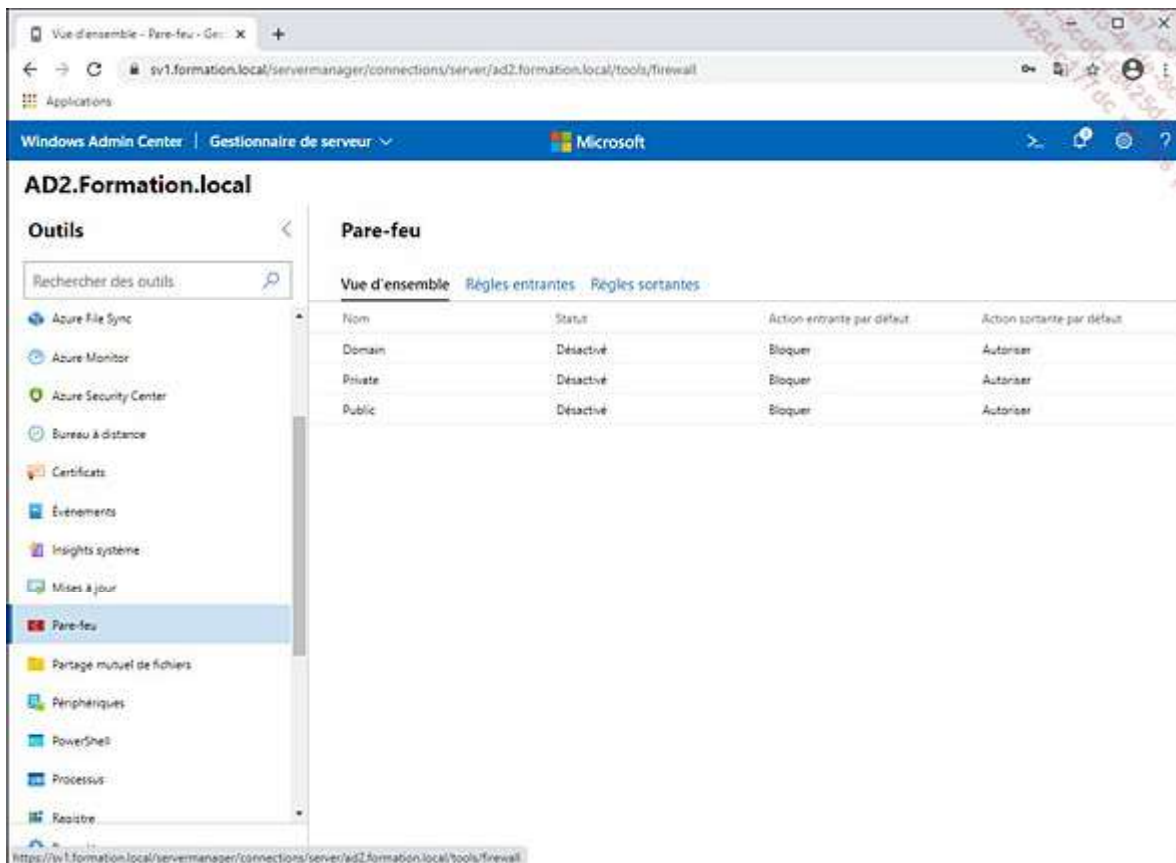 Vue d'ensemble - Pare-feu - Ge
sv1.formation.local/servermanager/connections/server/ad2.formation.local/tools/firewall
Applications
Windows Admin Center | Gestionnaire de serveur
Microsoft
AD2.Formation.local
Outils
Pare-feu
Rechercher des outils
Vue d'ensemble Règles entrantes Règles sortantes
Nom Statut Action entrante par défaut Action sortante par défaut
Domain Désactivé Bloquer Autoriser
Private Désactivé Bloquer Autoriser
Public Désactivé Bloquer Autoriser
Azure File Sync
Azure Monitor
Azure Security Center
Bureau à distance
Certificats
Événements
Insights système
Mises à jour
Pare-feu
Partage mutuel de fichiers
Périphériques
PowerShell
Processus
Registre
https://sv1.formation.local/servermanager/connections/server/ad2.formation.local/tools/firewall